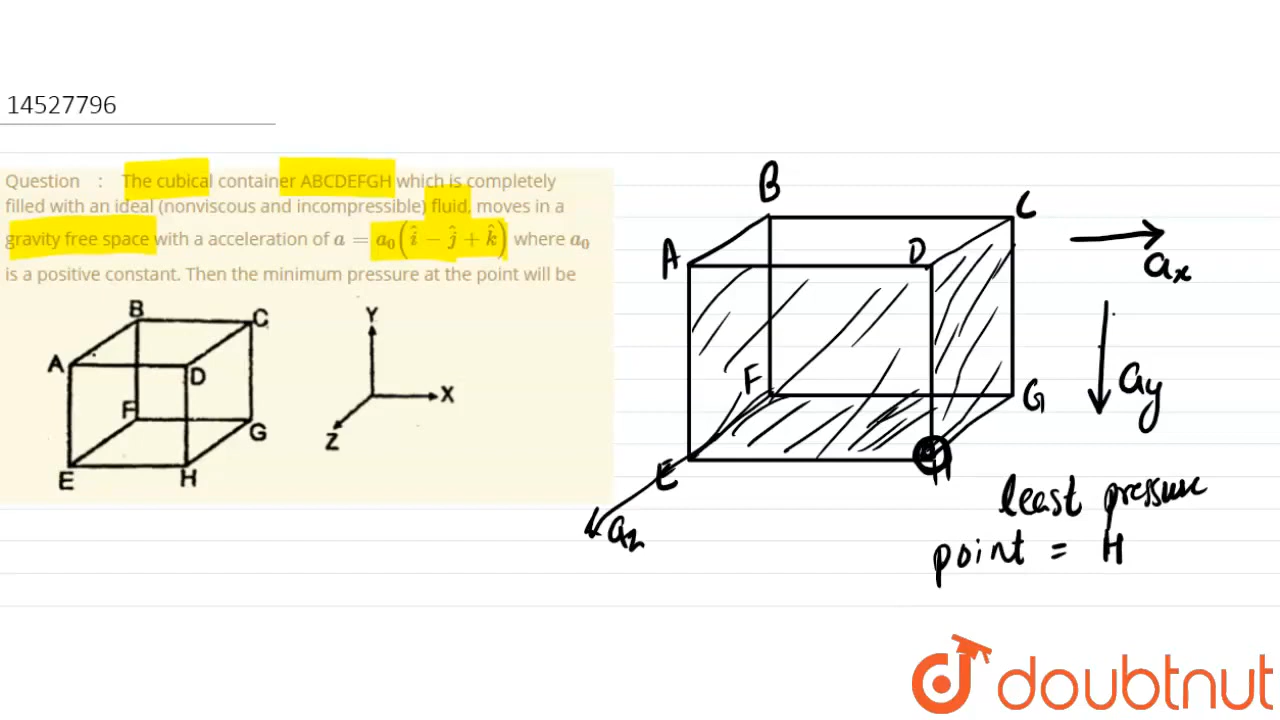 14527796
Question : The cubical container ABCDEFGH which is completely
filled with an ideal (nonviscous and incompressible) fluid, moves in a
gravity free space with a acceleration of a = a₀(î − ĵ + k̂) where a₀
is a positive constant. Then the minimum pressure at the point will be
B
C
A
D
F
G
E
H
Y
X
Z
B
C
A
D
aₓ
F
G
a_y
E
H
a_z
least pressure
point = H
doubtnut